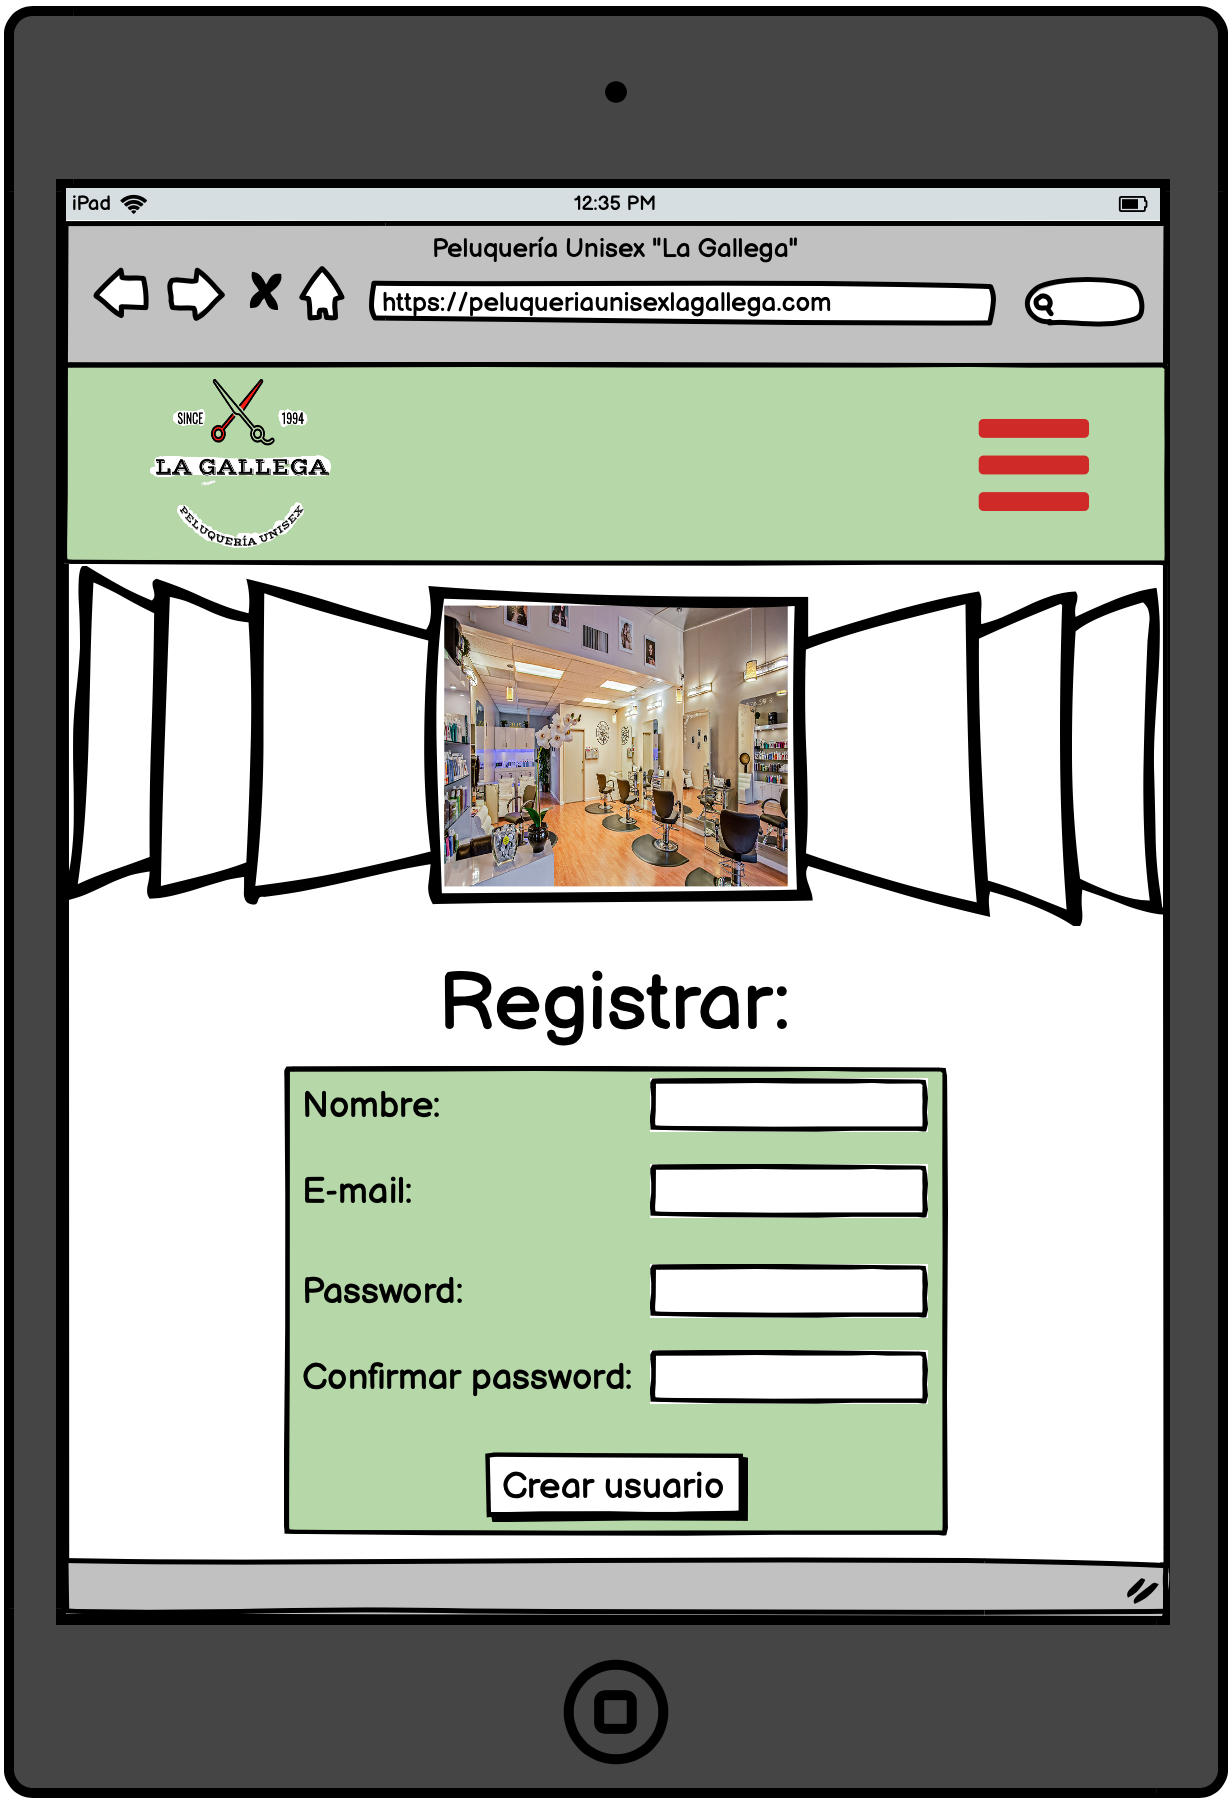 iPad
12:35 PM
Peluquería Unisex "La Gallega"
https://peluqueriaunisexlagallega.com
SINCE 1994
LA GALLEGA
PELUQUERÍA UNISEX
Registrar:
Nombre:
E-mail:
Password:
Confirmar password:
Crear usuario